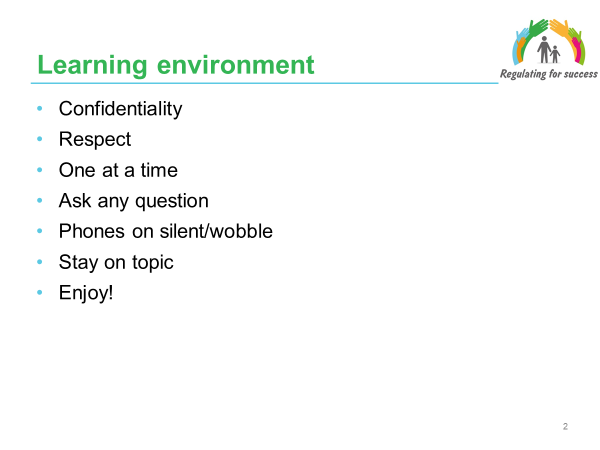 Regulating for success
Learning environment
• Confidentiality
• Respect
• One at a time
• Ask any question
• Phones on silent/wobble
• Stay on topic
• Enjoy!
2